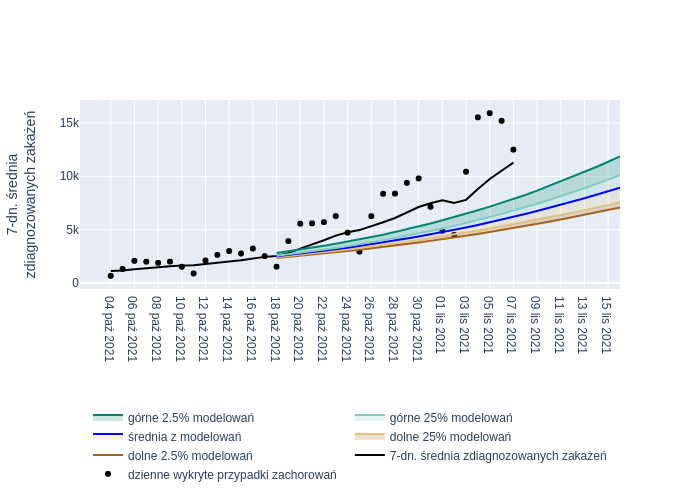 7-dn. średnia
zdiagnozowanych zakażeń
15k
10k
5k
0
04 paź 2021
06 paź 2021
08 paź 2021
10 paź 2021
12 paź 2021
14 paź 2021
16 paź 2021
18 paź 2021
20 paź 2021
22 paź 2021
24 paź 2021
26 paź 2021
28 paź 2021
30 paź 2021
01 lis 2021
03 lis 2021
05 lis 2021
07 lis 2021
09 lis 2021
11 lis 2021
13 lis 2021
15 lis 2021
górne 2.5% modelowań
górne 25% modelowań
średnia z modelowań
dolne 25% modelowań
dolne 2.5% modelowań
7-dn. średnia zdiagnozowanych zakażeń
dzienne wykryte przypadki zachorowań